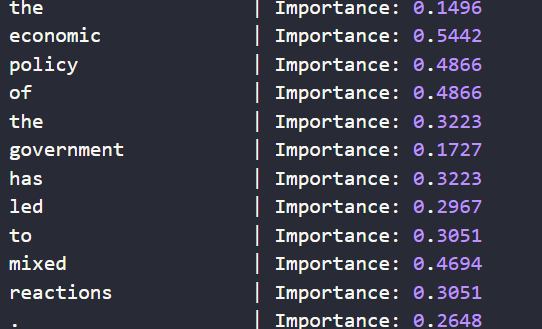 the | Importance: 0.1496
economic | Importance: 0.5442
policy | Importance: 0.4866
of | Importance: 0.4866
the | Importance: 0.3223
government | Importance: 0.1727
has | Importance: 0.3223
led | Importance: 0.2967
to | Importance: 0.3051
mixed | Importance: 0.4694
reactions | Importance: 0.3051
. | Importance: 0.2648